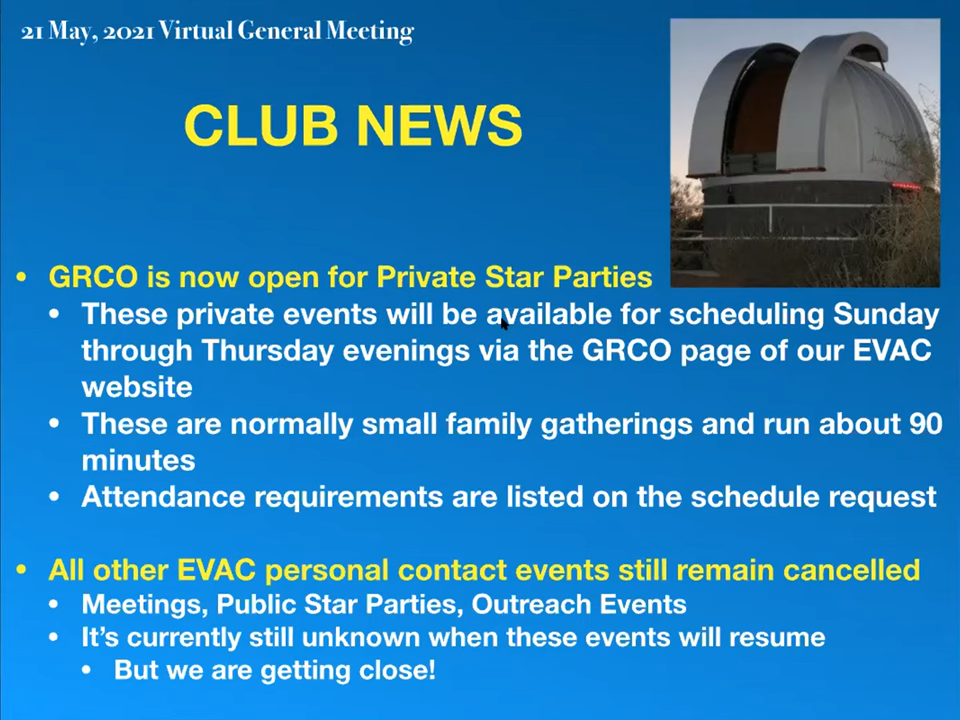 21 May, 2021 Virtual General Meeting
CLUB NEWS
• GRCO is now open for Private Star Parties
• These private events will be available for scheduling Sunday
through Thursday evenings via the GRCO page of our EVAC
website
• These are normally small family gatherings and run about 90
minutes
• Attendance requirements are listed on the schedule request
• All other EVAC personal contact events still remain cancelled
• Meetings, Public Star Parties, Outreach Events
• It’s currently still unknown when these events will resume
• But we are getting close!